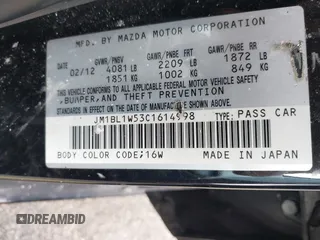 MFD. BY MAZDA MOTOR CORPORATION
GVWR/PNBV GAWR/PNBE FRT GAWR/PNBE RR
02/12 4081 LB 2209 LB 1872 LB
1851 KG 1002 KG 849 KG
THIS VEHICLE CONFORMS TO ALL APPLICABLE
FEDERAL MOTOR VEHICLE SAFETY,
BUMPER, AND THEFT PREVENTION
STANDARDS IN EFFECT ON THE DATE
OF MANUFACTURE SHOWN ABOVE.
JM1BL1W53C1614998 TYPE: PASS CAR
BODY COLOR CODE:16W MADE IN JAPAN
DREAMBID